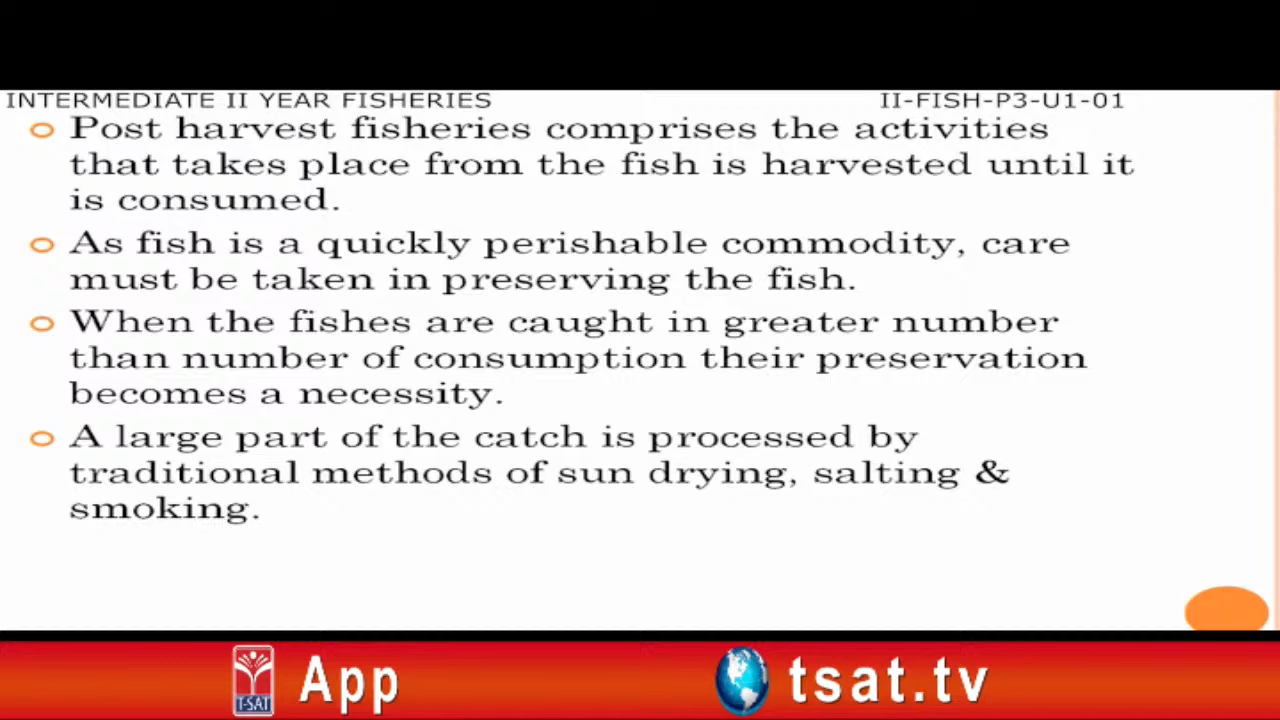 INTERMEDIATE II YEAR FISHERIES II-FISH-P3-U1-01
Post harvest fisheries comprises the activities
that takes place from the fish is harvested until it
is consumed.
As fish is a quickly perishable commodity, care
must be taken in preserving the fish.
When the fishes are caught in greater number
than number of consumption their preservation
becomes a necessity.
A large part of the catch is processed by
traditional methods of sun drying, salting &
smoking.
T-SAT App tsat.tv